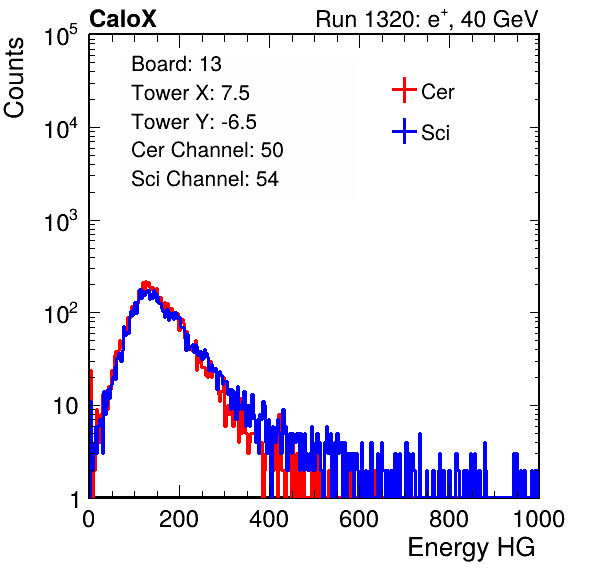 CaloX Run 1320: e⁺, 40 GeV
Counts
10⁵
10⁴
10³
10²
10
1
Board: 13
Tower X: 7.5
Tower Y: -6.5
Cer Channel: 50
Sci Channel: 54
Cer
Sci
0 200 400 600 800 1000
Energy HG